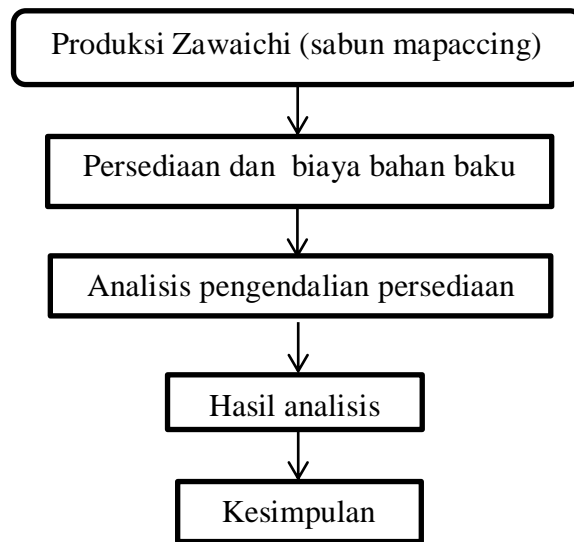 Produksi Zawaichi (sabun mapaccing)
Persediaan dan biaya bahan baku
Analisis pengendalian persediaan
Hasil analisis
Kesimpulan